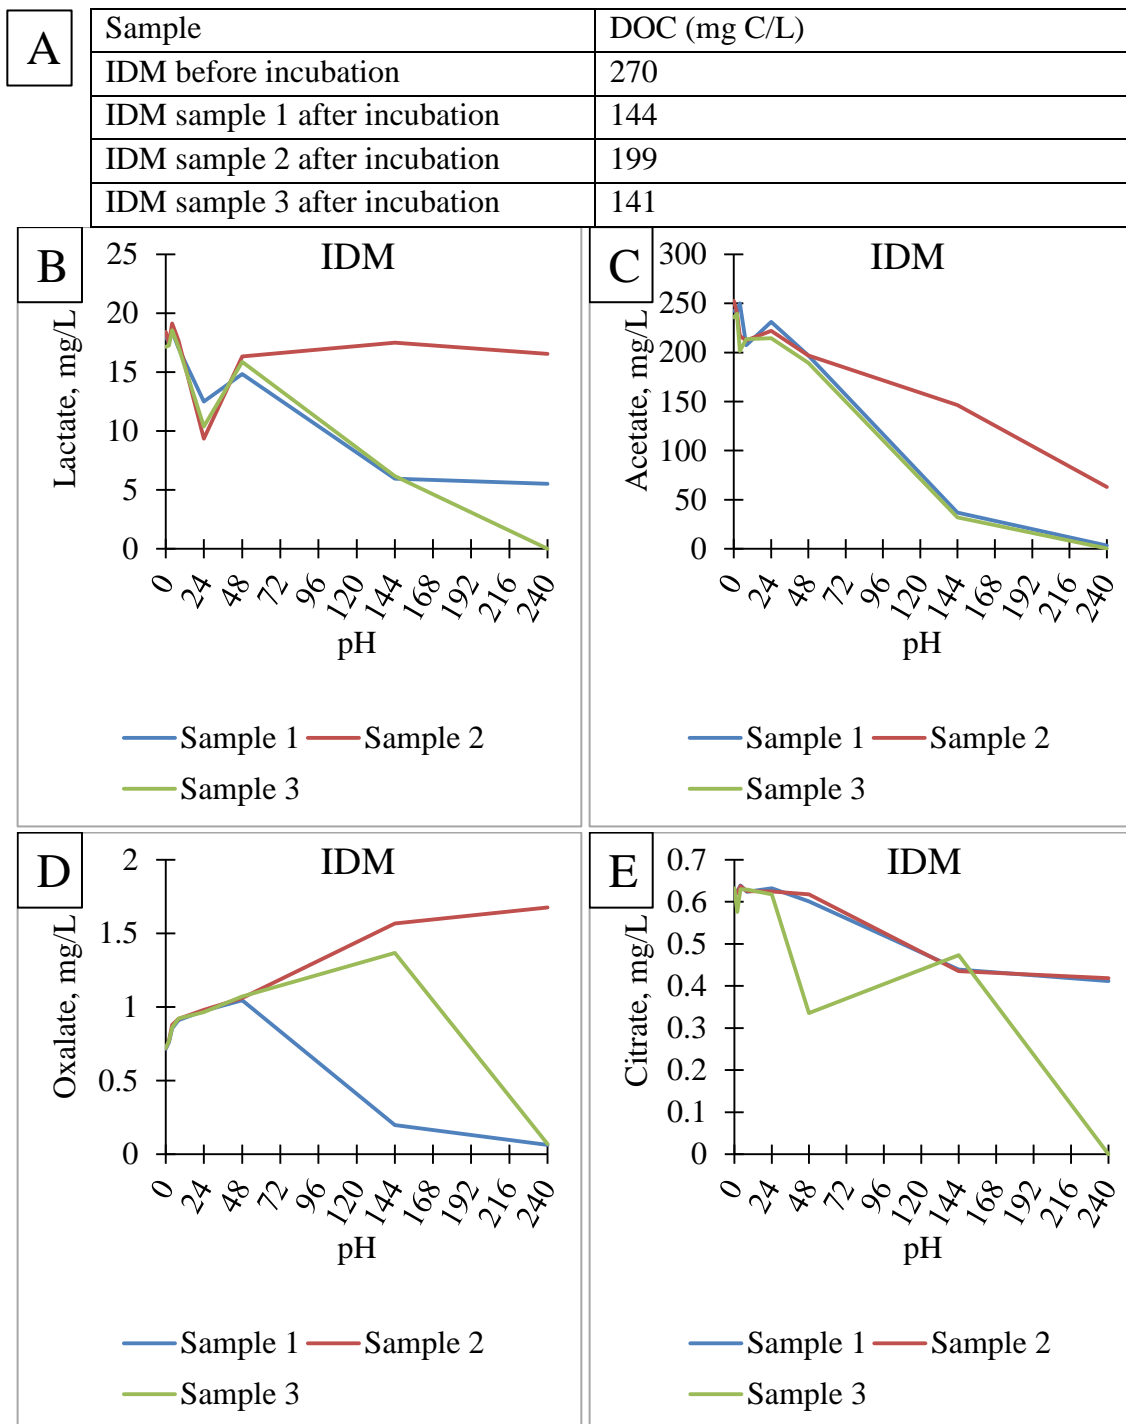 A
Sample DOC (mg C/L)
IDM before incubation 270
IDM sample 1 after incubation 144
IDM sample 2 after incubation 199
IDM sample 3 after incubation 141
B
IDM
Lactate, mg/L
25
20
15
10
5
0
0 24 48 72 96 120 144 168 192 216 240
pH
Sample 1 Sample 2
Sample 3
C
IDM
Acetate, mg/L
300
250
200
150
100
50
0
0 24 48 72 96 120 144 168 192 216 240
pH
Sample 1 Sample 2
Sample 3
D
IDM
Oxalate, mg/L
2
1.5
1
0.5
0
0 24 48 72 96 120 144 168 192 216 240
pH
Sample 1 Sample 2
Sample 3
E
IDM
Citrate, mg/L
0.7
0.6
0.5
0.4
0.3
0.2
0.1
0
0 24 48 72 96 120 144 168 192 216 240
pH
Sample 1 Sample 2
Sample 3